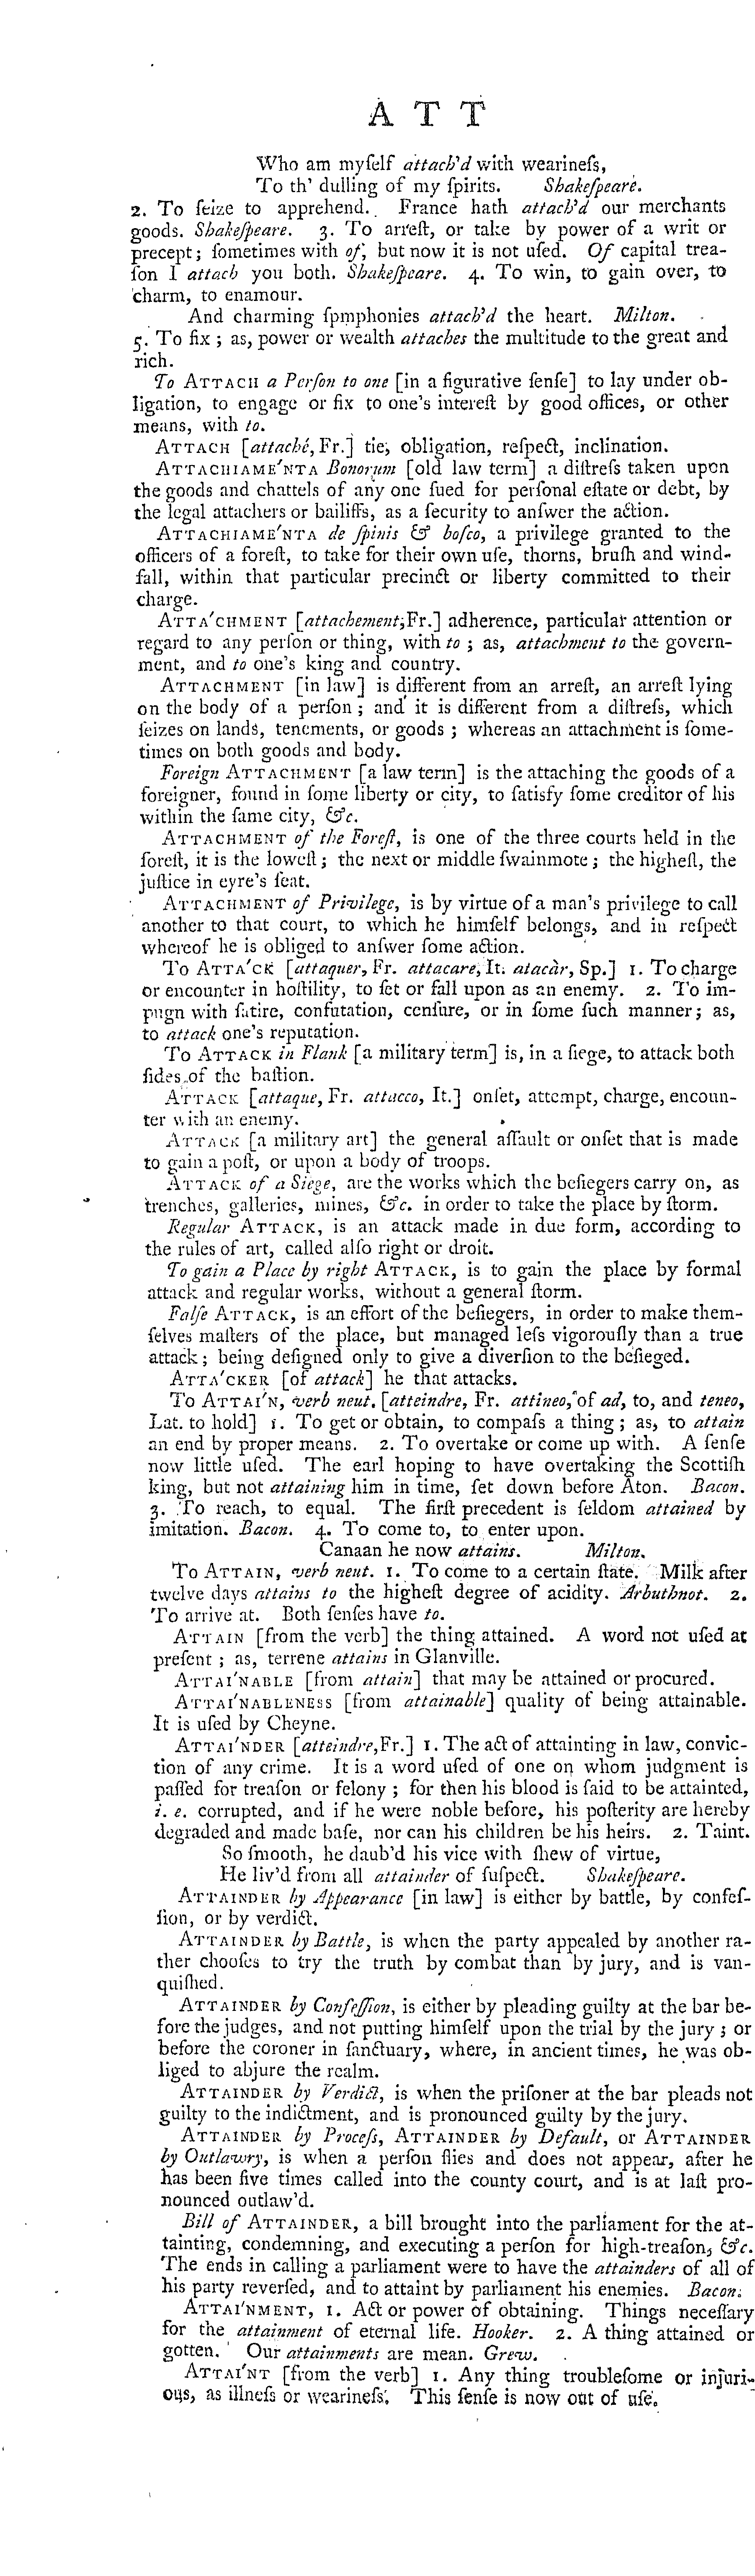 A T T
Who am myſelf attach'd with wearineſs,
To th' dulling of my ſpirits. Shakeſpeare.
2. To ſeize to apprehend. France hath attach'd our merchants
goods. Shakeſpeare. 3. To arreſt, or take by power of a writ or
precept; ſometimes with of, but now it is not uſed. Of capital trea-
ſon I attach you both. Shakeſpeare. 4. To win, to gain over, to
charm, to enamour.
And charming ſpmphonies attach'd the heart. Milton.
5. To fix; as, power or wealth attaches the multitude to the great and
rich.
To ATTACH a Perſon to one [in a figurative ſenſe] to lay under ob-
ligation, to engage or fix to one's intereſt by good offices, or other
means, with to.
ATTACH [attaché, Fr.] tie, obligation, reſpect, inclination.
ATTACHIAME'NTA Bonorum [old law term] a diſtreſs taken upon
the goods and chattels of any one ſued for perſonal eſtate or debt, by
the legal attachers or bailiffs, as a ſecurity to anſwer the action.
ATTACHIAME'NTA de ſpinis & boſco, a privilege granted to the
officers of a foreſt, to take for their own uſe, thorns, bruſh and wind-
fall, within that particular precinct or liberty committed to their
charge.
ATTA'CHMENT [attachement, Fr.] adherence, particular attention or
regard to any perſon or thing, with to; as, attachment to the govern-
ment, and to one's king and country.
ATTACHMENT [in law] is different from an arreſt, an arreſt lying
on the body of a perſon; and it is different from a diſtreſs, which
ſeizes on lands, tenements, or goods; whereas an attachment is ſome-
times on both goods and body.
Foreign ATTACHMENT [a law term] is the attaching the goods of a
foreigner, found in ſome liberty or city, to ſatisfy ſome creditor of his
within the ſame city, &c.
ATTACHMENT of the Foreſt, is one of the three courts held in the
foreſt, it is the loweſt; the next or middle ſwainmote; the higheſt, the
juſtice in eyre's ſeat.
ATTACHMENT of Privilege, is by virtue of a man's privilege to call
another to that court, to which he himſelf belongs, and in reſpect
whereof he is obliged to anſwer ſome action.
To ATTA'CK [attaquer, Fr. attacare, It. atacàr, Sp.] 1. To charge
or encounter in hoſtility, to ſet or fall upon as an enemy. 2. To im-
pugn with ſatire, confutation, cenſure, or in ſome ſuch manner; as,
to attack one's reputation.
To ATTACK in Flank [a military term] is, in a ſiege, to attack both
ſides of the baſtion.
ATTACK [attaque, Fr. attacco, It.] onſet, attempt, charge, encoun-
ter with an enemy.
ATTACK [a military art] the general aſſault or onſet that is made
to gain a poſt, or upon a body of troops.
ATTACK of a Siege, are the works which the beſiegers carry on, as
trenches, galleries, mines, &c. in order to take the place by ſtorm.
Regular ATTACK, is an attack made in due form, according to
the rules of art, called alſo right or droit.
To gain a Place by right ATTACK, is to gain the place by formal
attack and regular works, without a general ſtorm.
Falſe ATTACK, is an effort of the beſiegers, in order to make them-
ſelves maſters of the place, but managed leſs vigorouſly than a true
attack; being deſigned only to give a diverſion to the beſieged.
ATTA'CKER [of attack] he that attacks.
To ATTAI'N, verb neut. [atteindre, Fr. attineo, of ad, to, and teneo,
Lat. to hold] 1. To get or obtain, to compaſs a thing; as, to attain
an end by proper means. 2. To overtake or come up with. A ſenſe
now little uſed. The earl hoping to have overtaking the Scottiſh
king, but not attaining him in time, ſet down before Aton. Bacon.
3. To reach, to equal. The firſt precedent is ſeldom attained by
imitation. Bacon. 4. To come to, to enter upon.
Canaan he now attains. Milton.
To ATTAIN, verb neut. 1. To come to a certain ſtate. Milk after
twelve days attains to the higheſt degree of acidity. Arbuthnot. 2.
To arrive at. Both ſenſes have to.
ATTAIN [from the verb] the thing attained. A word not uſed at
preſent; as, terrene attains in Glanville.
ATTAI'NABLE [from attain] that may be attained or procured.
ATTAI'NABLENESS [from attainable] quality of being attainable.
It is uſed by Cheyne.
ATTAI'NDER [atteindre, Fr.] 1. The act of attainting in law, convic-
tion of any crime. It is a word uſed of one on whom judgment is
paſſed for treaſon or felony; for then his blood is ſaid to be attainted,
i. e. corrupted, and if he were noble before, his poſterity are hereby
degraded and made baſe, nor can his children be his heirs. 2. Taint.
So ſmooth, he daub'd his vice with ſhew of virtue,
He liv'd from all attainder of ſuſpect. Shakeſpeare.
ATTAINDER by Appearance [in law] is either by battle, by confeſ-
ſion, or by verdict.
ATTAINDER by Battle, is when the party appealed by another ra-
ther chooſes to try the truth by combat than by jury, and is van-
quiſhed.
ATTAINDER by Confeſſion, is either by pleading guilty at the bar be-
fore the judges, and not putting himſelf upon the trial by the jury; or
before the coroner in ſanctuary, where, in ancient times, he was ob-
liged to abjure the realm.
ATTAINDER by Verdict, is when the priſoner at the bar pleads not
guilty to the indictment, and is pronounced guilty by the jury.
ATTAINDER by Proceſs, ATTAINDER by Default, or ATTAINDER
by Outlawry, is when a perſon flies and does not appear, after he
has been five times called into the county court, and is at laſt pro-
nounced outlaw'd.
Bill of ATTAINDER, a bill brought into the parliament for the at-
tainting, condemning, and executing a perſon for high-treaſon, &c.
The ends in calling a parliament were to have the attainders of all of
his party reverſed, and to attaint by parliament his enemies. Bacon.
ATTAI'NMENT, 1. Act or power of obtaining. Things neceſſary
for the attainment of eternal life. Hooker. 2. A thing attained or
gotten. Our attainments are mean. Grew.
ATTAI'NT [from the verb] 1. Any thing troubleſome or injuri-
ous, as illneſs or wearineſs. This ſenſe is now out of uſe.